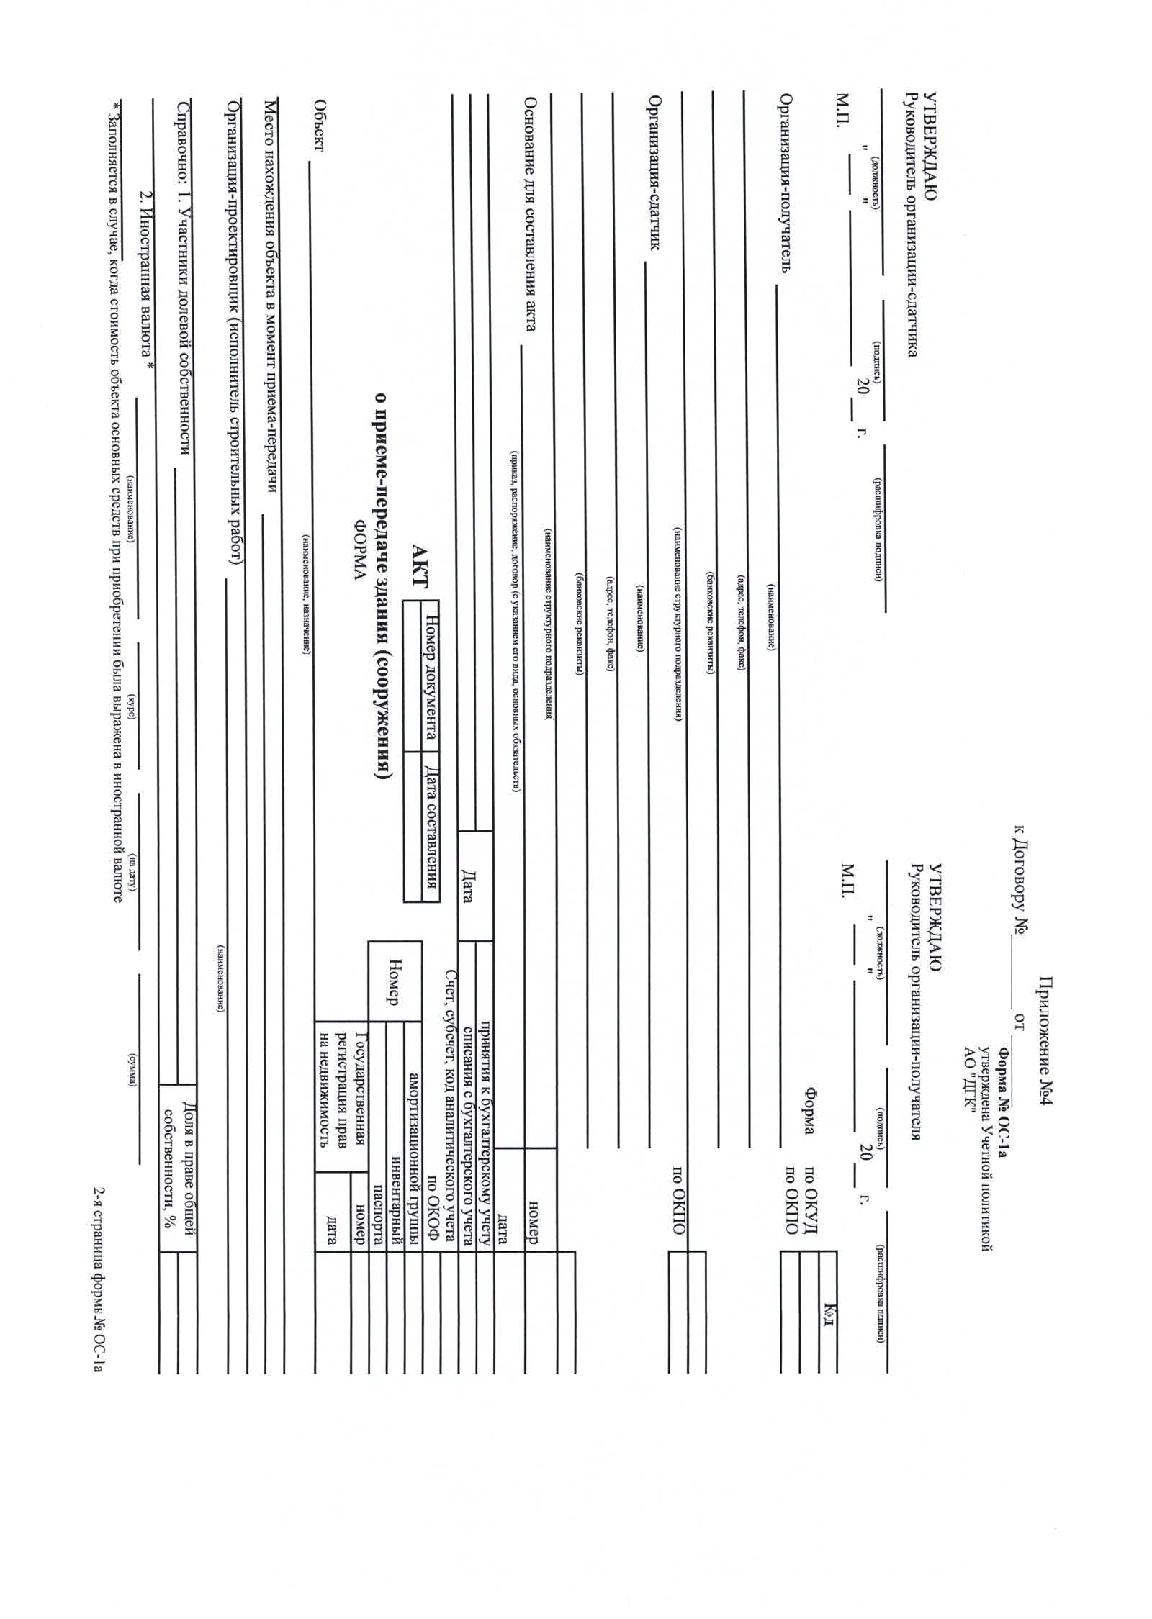 Приложение №4
к Договору № ________ от
Форма № ОС-1а
утверждена Учетной политикой
АО "ДГК"
УТВЕРЖДАЮ
Руководитель организации-сдатчика
(должность) (подпись) (расшифровка подписи)
" " 20 г.
М.П.
УТВЕРЖДАЮ
Руководитель организации-получателя
(должность) (подпись) (расшифровка подписи)
" " 20 г.
М.П.
Код
Форма по ОКУД
Организация-получатель по ОКПО
(наименование)
(адрес, телефон, факс)
(банковские реквизиты)
(наименование структурного подразделения)
Организация-сдатчик по ОКПО
(наименование)
(адрес, телефон, факс)
(банковские реквизиты)
(наименование структурного подразделения)
Основание для составления акта номер
(приказ, распоряжение, договор (с указанием его вида, основных обязательств)
дата
Дата принятия к бухгалтерскому учету
списания с бухгалтерского учета
Счет, субсчет, код аналитического учета
по ОКОФ
Номер амортизационной группы
инвентарный
паспорта
Государственная регистрация прав на недвижимость номер
дата
Номер документа Дата составления
АКТ
о приеме-передаче здания (сооружения)
ФОРМА
Объект
(наименование, назначение)
Место нахождения объекта в момент приема-передачи
Организация-проектировщик (исполнитель строительных работ)
(наименование)
Справочно: 1. Участники долевой собственности
Доля в праве общей
собственности, %
2. Иностранная валюта *
(наименование) (курс) (на дату) (сумма)
* Заполняется в случае, когда стоимость объекта основных средств при приобретении была выражена в иностранной валюте
2-я страница формы № ОС-1а